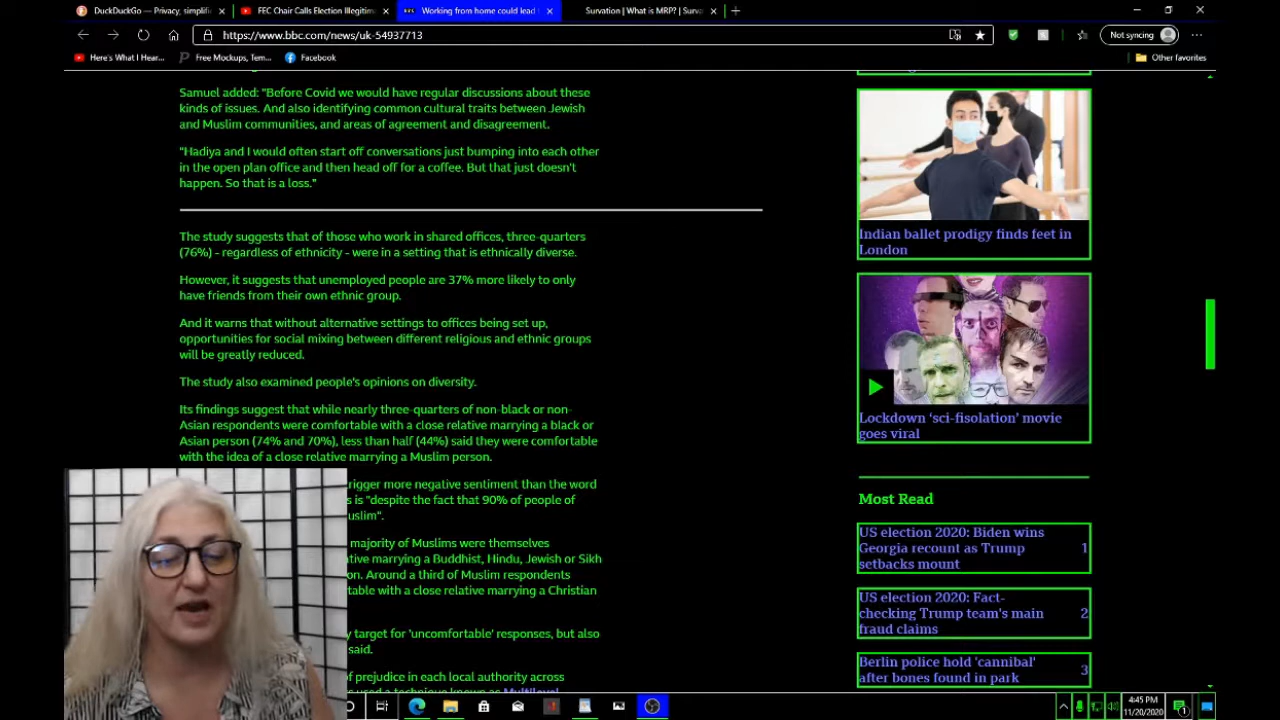 DuckDuckGo — Privacy, simplifi
FEC Chair Calls Election Illegitim
Working from home could lead
Survation | What is MRP? | Surv
https://www.bbc.com/news/uk-54937713
Not syncing
Here's What I Hear...
Free Mockups, Tem...
Facebook
Other favorites
Samuel added: "Before Covid we would have regular discussions about these
kinds of issues. And also identifying common cultural traits between Jewish
and Muslim communities, and areas of agreement and disagreement.
"Hadiya and I would often start off conversations just bumping into each other
in the open plan office and then head off for a coffee. But that just doesn't
happen. So that is a loss."
The study suggests that of those who work in shared offices, three-quarters
(76%) - regardless of ethnicity - were in a setting that is ethnically diverse.
However, it suggests that unemployed people are 37% more likely to only
have friends from their own ethnic group.
And it warns that without alternative settings to offices being set up,
opportunities for social mixing between different religious and ethnic groups
will be greatly reduced.
The study also examined people's opinions on diversity.
Its findings suggest that while nearly three-quarters of non-black or non-
Asian respondents were comfortable with a close relative marrying a black or
Asian person (74% and 70%), less than half (44%) said they were comfortable
with the idea of a close relative marrying a Muslim person.
rigger more negative sentiment than the word
s is "despite the fact that 90% of people of
uslim".
majority of Muslims were themselves
tive marrying a Buddhist, Hindu, Jewish or Sikh
on. Around a third of Muslim respondents
table with a close relative marrying a Christian
y target for 'uncomfortable' responses, but also
said.
of prejudice in each local authority across
used a technique known as Multilevel
Indian ballet prodigy finds feet in
London
Lockdown ‘sci-fisolation’ movie
goes viral
Most Read
US election 2020: Biden wins
Georgia recount as Trump
setbacks mount
1
US election 2020: Fact-
checking Trump team's main
fraud claims
2
Berlin police hold 'cannibal'
after bones found in park
3
4:45 PM
11/20/2020
1